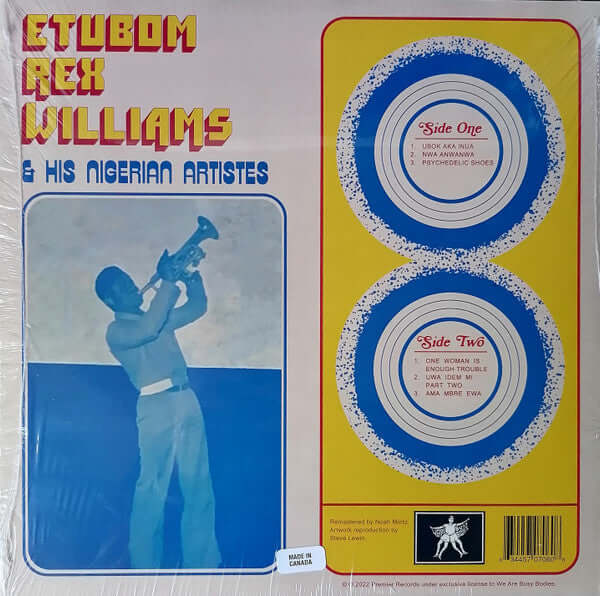 ETUBOM
REX
WILLIAMS
& HIS NIGERIAN ARTISTES
Side One
1. UBOK AKA INUA
2. NWA ANWANWA
3. PSYCHEDELIC SHOES
Side Two
1. ONE WOMAN IS
ENOUGH TROUBLE
2. UWA IDEM MI
PART TWO
3. AMA MBRE EWA
Remastered by Noah Mintz.
Artwork reproduction by
Steve Lewin.
MADE IN
CANADA
2022 Premier Records under exclusive license to We Are Busy Bodies.